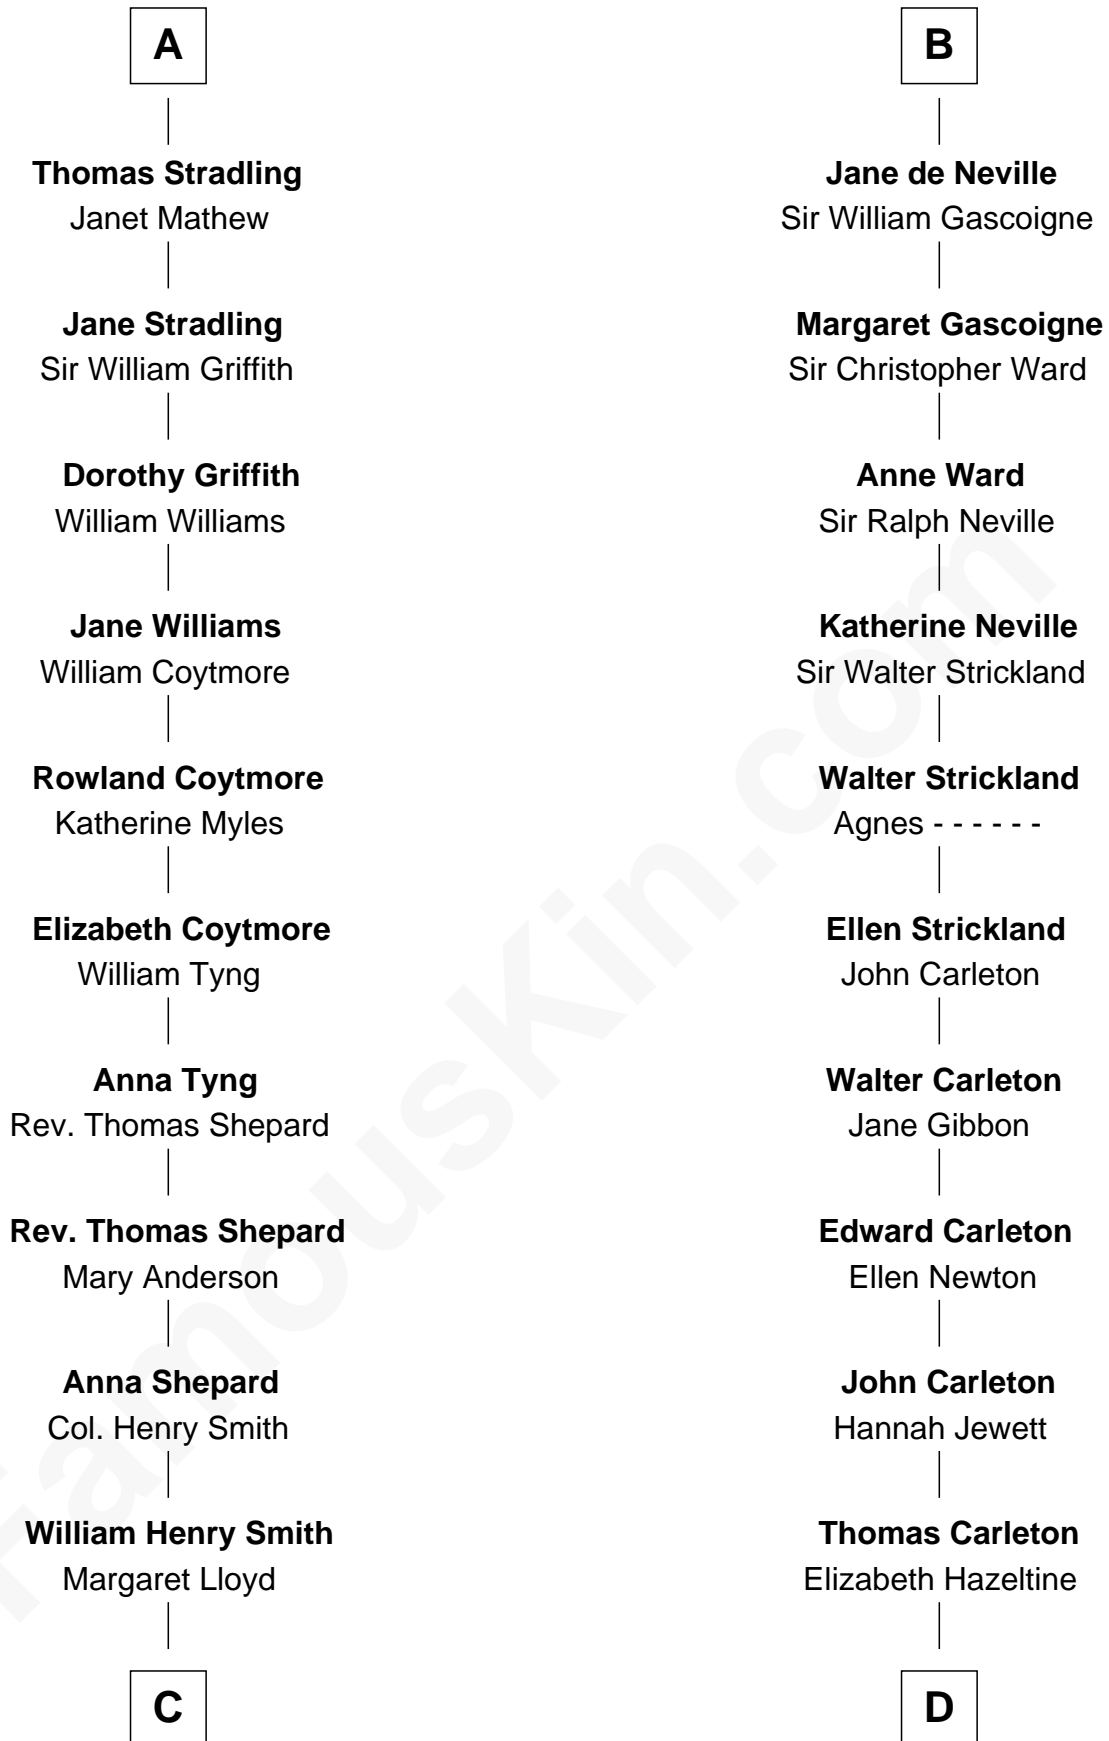 A
Thomas Stradling
Janet Mathew
Jane Stradling
Sir William Griffith
Dorothy Griffith
William Williams
Jane Williams
William Coytmore
Rowland Coytmore
Katherine Myles
Elizabeth Coytmore
William Tyng
Anna Tyng
Rev. Thomas Shepard
Rev. Thomas Shepard
Mary Anderson
Anna Shepard
Col. Henry Smith
William Henry Smith
Margaret Lloyd
C
B
Jane de Neville
Sir William Gascoigne
Margaret Gascoigne
Sir Christopher Ward
Anne Ward
Sir Ralph Neville
Katherine Neville
Sir Walter Strickland
Walter Strickland
Agnes - - - - - -
Ellen Strickland
John Carleton
Walter Carleton
Jane Gibbon
Edward Carleton
Ellen Newton
John Carleton
Hannah Jewett
Thomas Carleton
Elizabeth Hazeltine
D
FamousKin.com